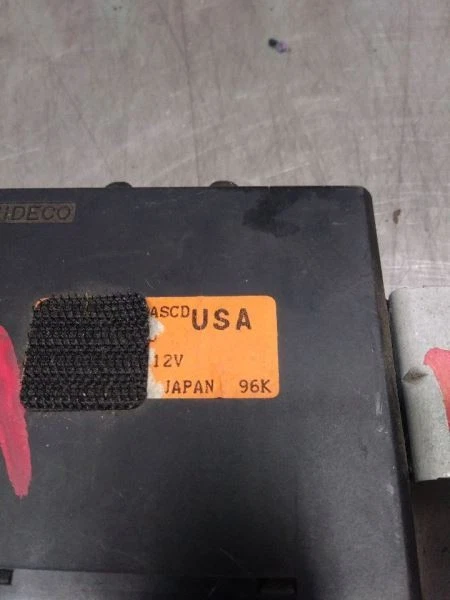 IDECO
ASCD USA
12V
JAPAN 96K